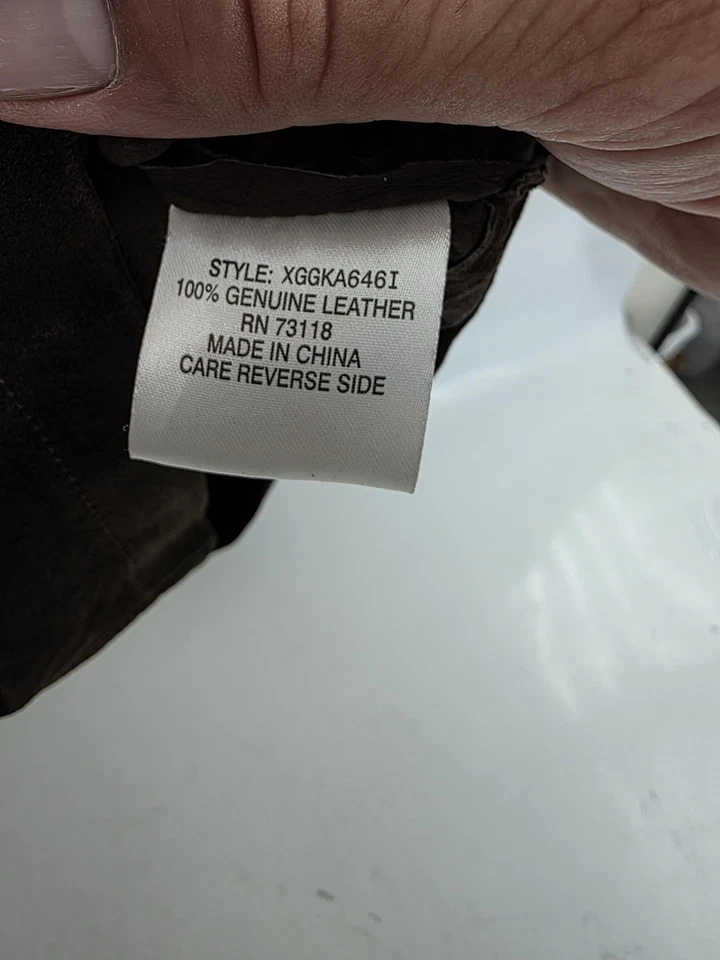 STYLE: XGGKA646I
100% GENUINE LEATHER
RN 73118
MADE IN CHINA
CARE REVERSE SIDE